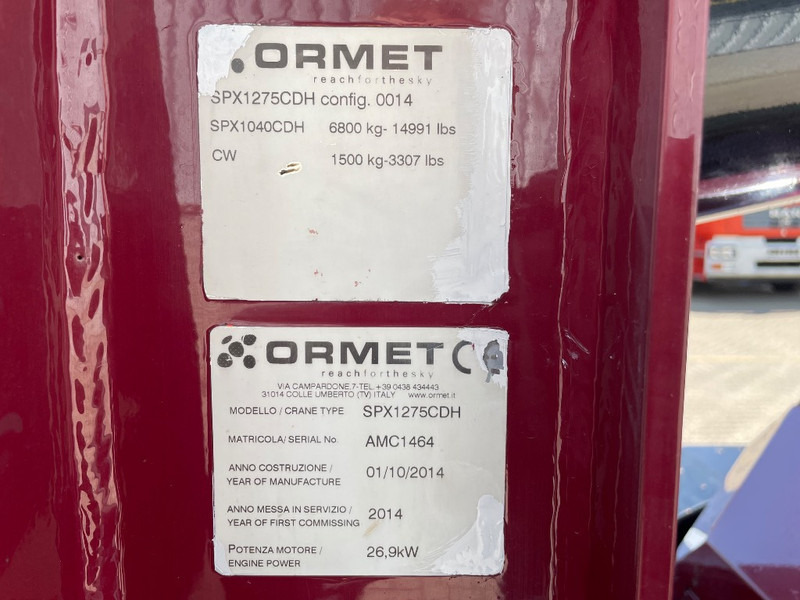 ORMET
reachforthesky
SPX1275CDH config. 0014
SPX1040CDH 6800 kg- 14991 lbs
CW 1500 kg-3307 lbs
ORMET
reachforthesky
VIA CAMPARDONE,7-TEL.+39 0438 434443
31014 COLLE UMBERTO (TV) ITALY www.ormet.it
MODELLO / CRANE TYPE SPX1275CDH
MATRICOLA/ SERIAL No. AMC1464
ANNO COSTRUZIONE /
YEAR OF MANUFACTURE 01/10/2014
ANNO MESSA IN SERVIZIO /
YEAR OF FIRST COMMISSING 2014
POTENZA MOTORE /
ENGINE POWER 26,9kW